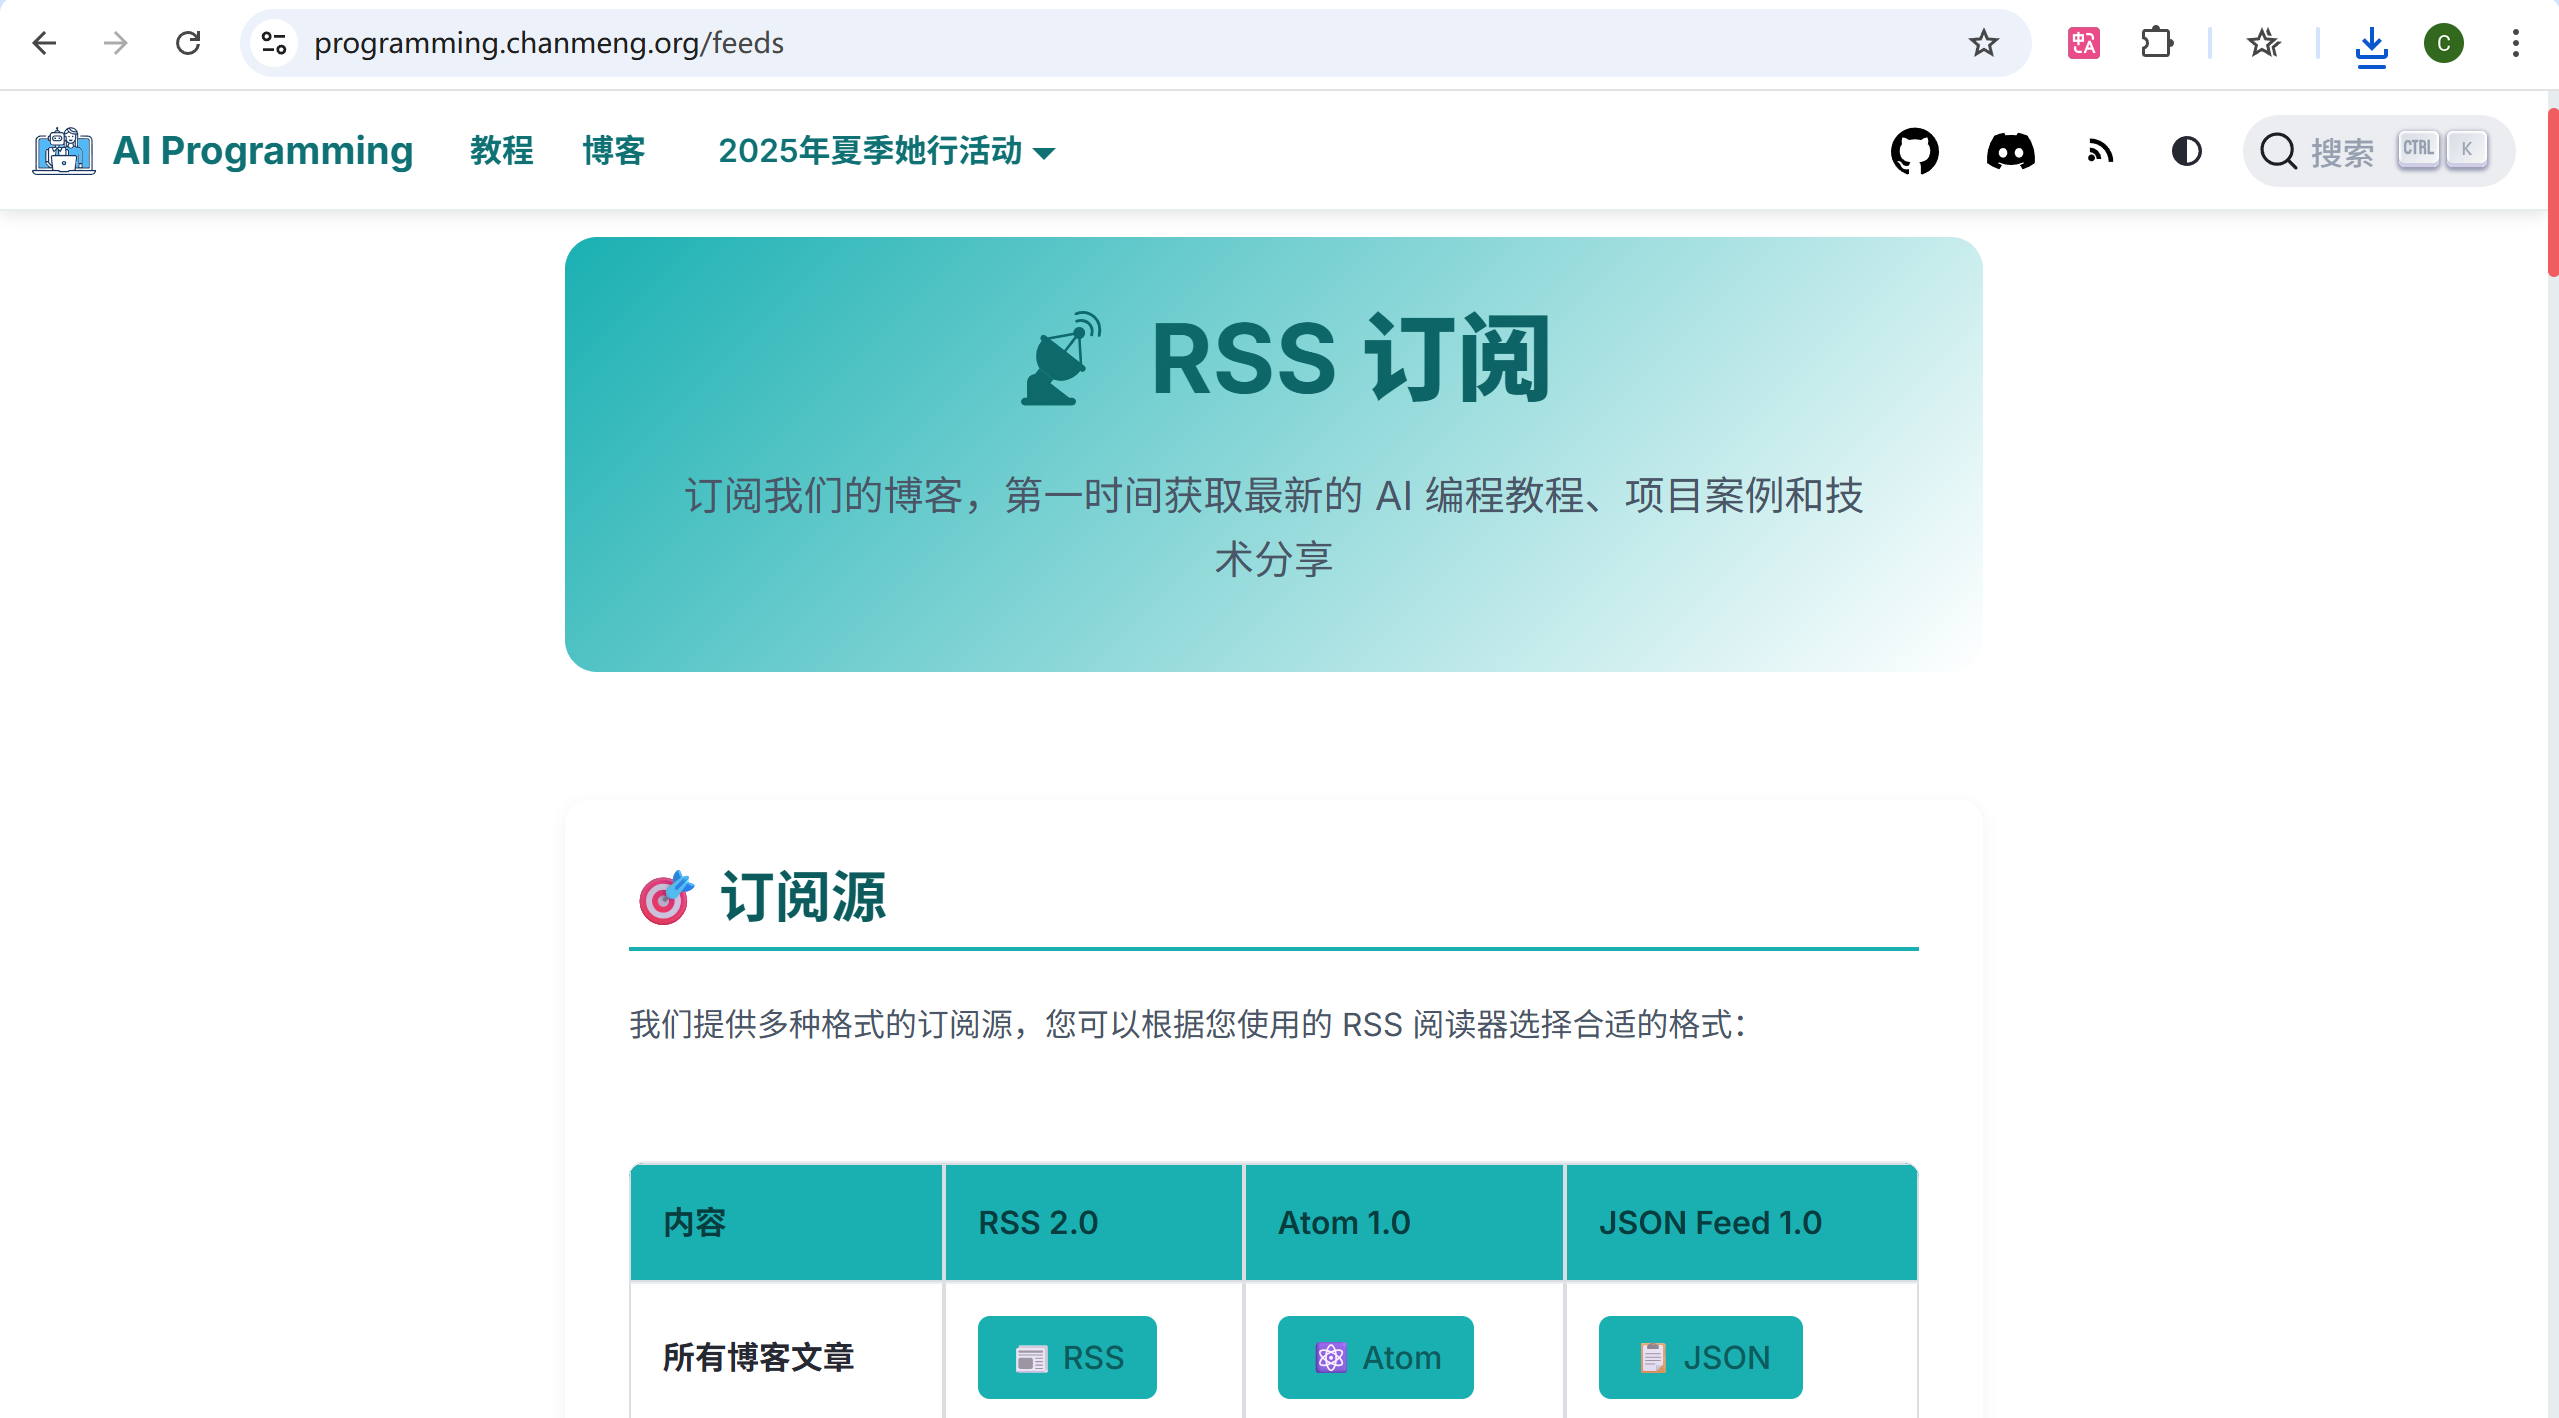 programming.chanmeng.org/feeds
中A
C
AI Programming
教程
博客
2025年夏季她行活动
搜索
CTRL
K
RSS 订阅
订阅我们的博客，第一时间获取最新的 AI 编程教程、项目案例和技
术分享
订阅源
我们提供多种格式的订阅源，您可以根据您使用的 RSS 阅读器选择合适的格式：
内容
RSS 2.0
Atom 1.0
JSON Feed 1.0
所有博客文章
RSS
Atom
JSON